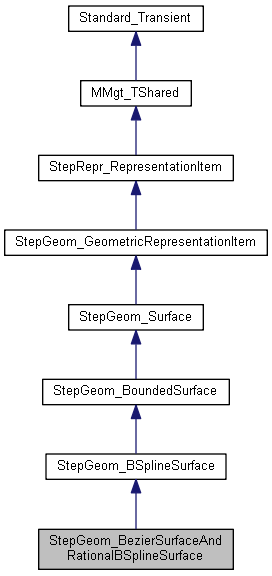 Standard_Transient
MMgt_TShared
StepRepr_RepresentationItem
StepGeom_GeometricRepresentationItem
StepGeom_Surface
StepGeom_BoundedSurface
StepGeom_BSplineSurface
StepGeom_BezierSurfaceAnd
RationalBSplineSurface